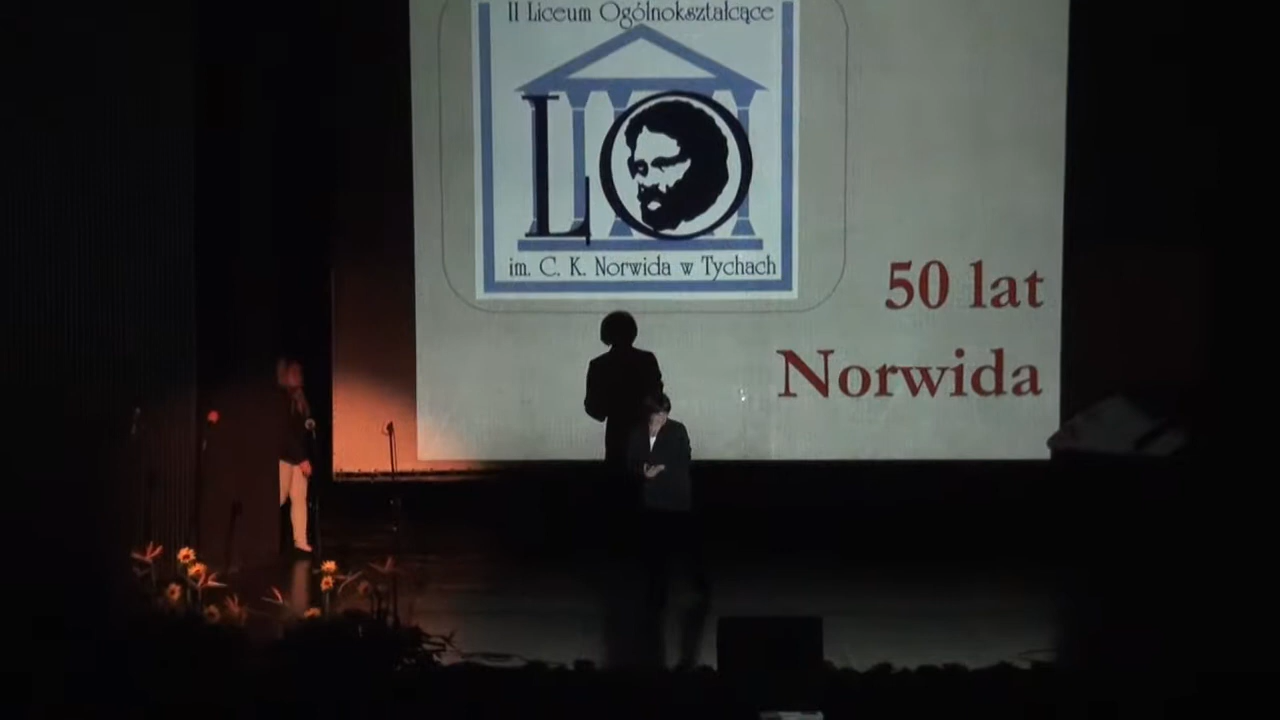 II Liceum Ogólnokształcące
LO
im. C. K. Norwida w Tychach
50 lat
Norwida